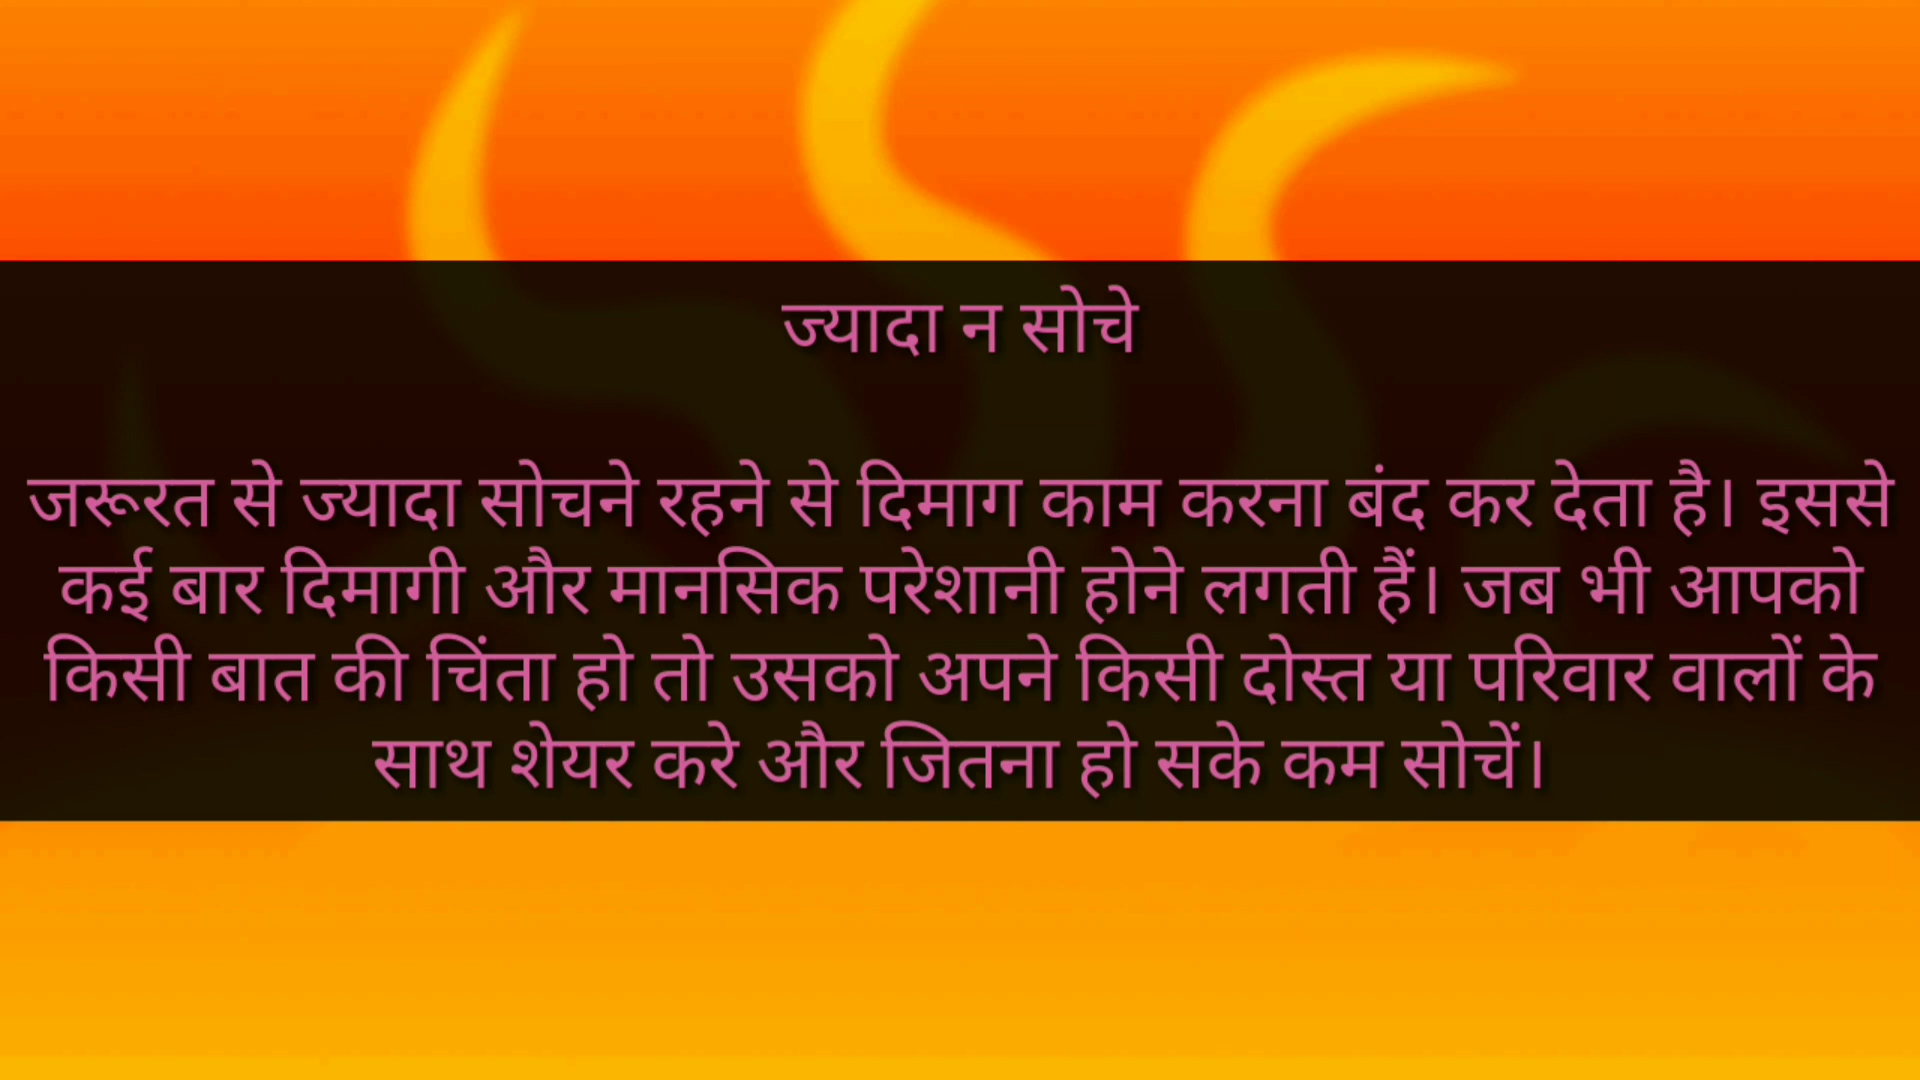 ज्यादा न सोचे
जरूरत से ज्यादा सोचने रहने से दिमाग काम करना बंद कर देता है। इससे
कई बार दिमागी और मानसिक परेशानी होने लगती हैं। जब भी आपको
किसी बात की चिंता हो तो उसको अपने किसी दोस्त या परिवार वालों के
साथ शेयर करे और जितना हो सके कम सोचें।